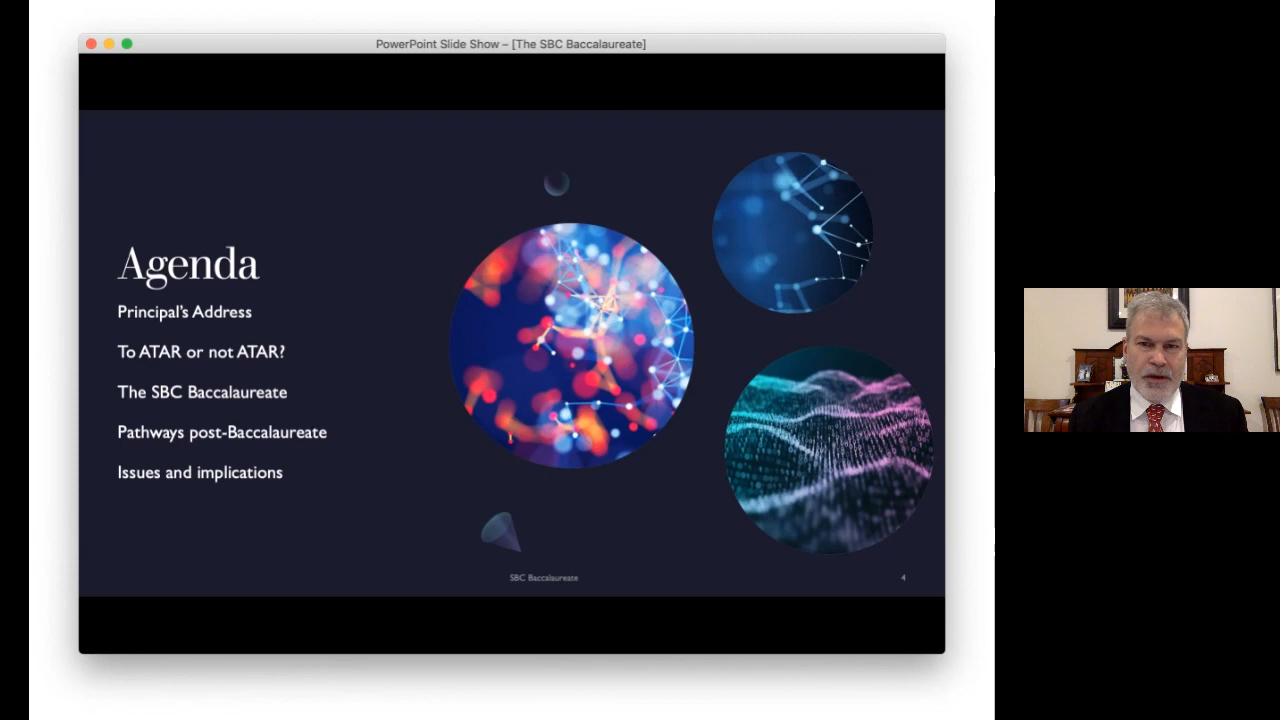 PowerPoint Slide Show – [The SBC Baccalaureate]
Agenda
Principal's Address
To ATAR or not ATAR?
The SBC Baccalaureate
Pathways post-Baccalaureate
Issues and implications
SBC Baccalaureate
4